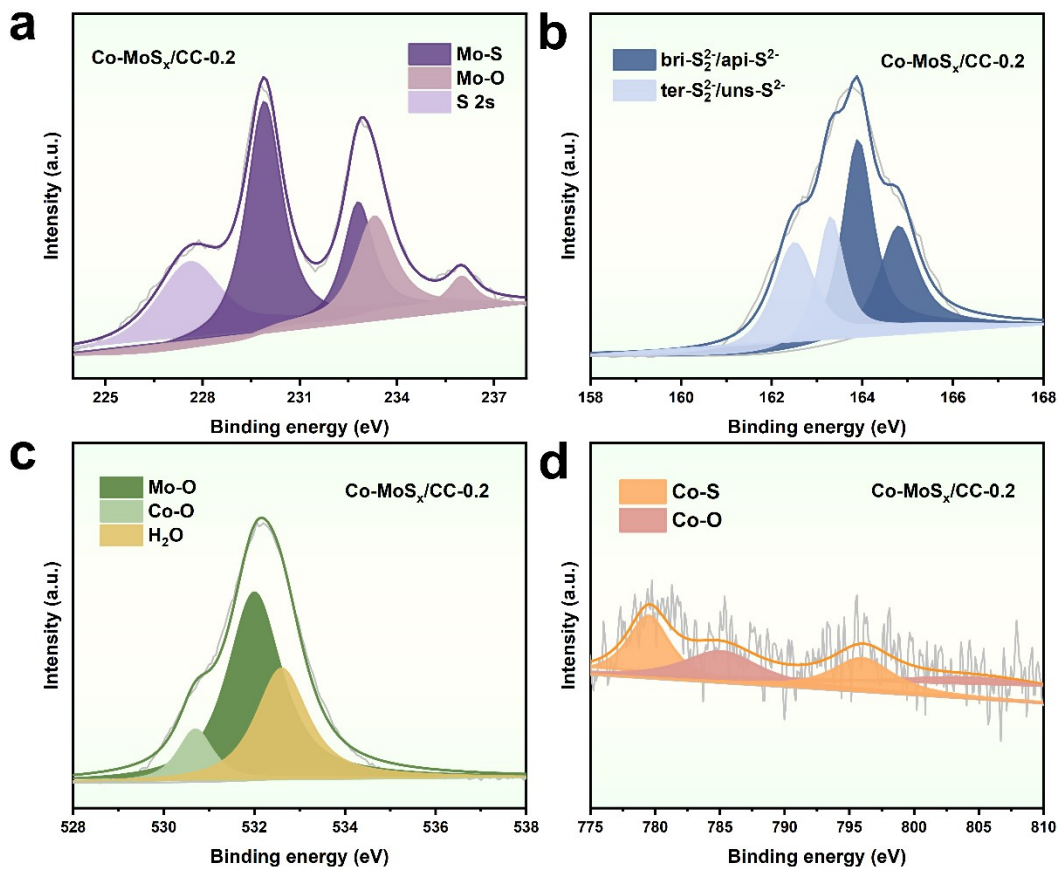 a
Co-MoSₓ/CC-0.2
Mo-S
Mo-O
S 2s
Intensity (a.u.)
225 228 231 234 237
Binding energy (eV)
b
bri-S₂²⁻/api-S²⁻
ter-S₂²⁻/uns-S²⁻
Co-MoSₓ/CC-0.2
Intensity (a.u.)
158 160 162 164 166 168
Binding energy (eV)
c
Mo-O
Co-O
H₂O
Co-MoSₓ/CC-0.2
Intensity (a.u.)
528 530 532 534 536 538
Binding energy (eV)
d
Co-S
Co-O
Co-MoSₓ/CC-0.2
Intensity (a.u.)
775 780 785 790 795 800 805 810
Binding energy (eV)